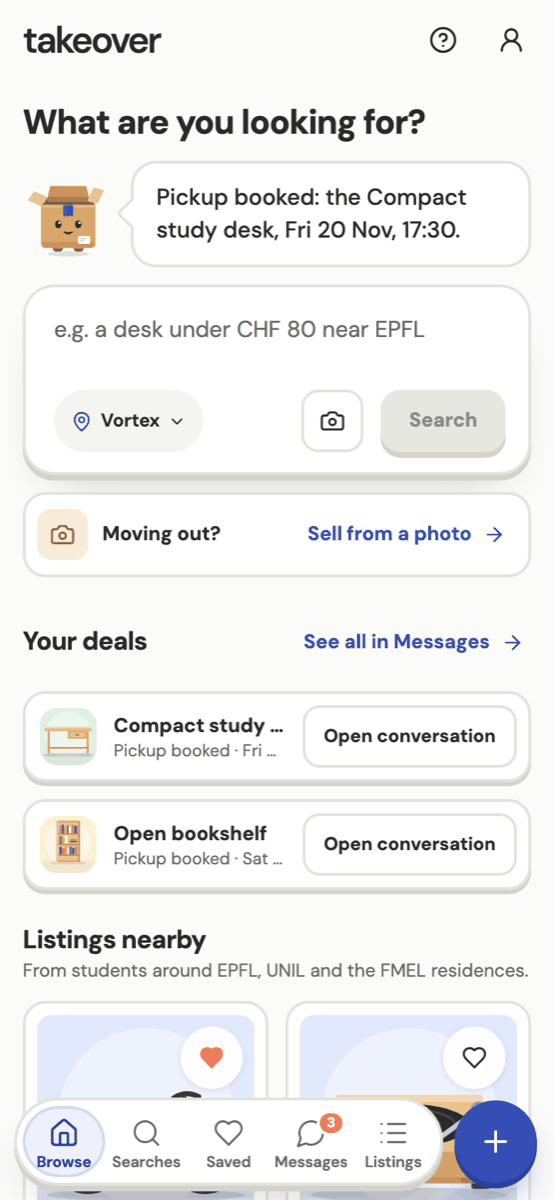 takeover
What are you looking for?
Pickup booked: the Compact
study desk, Fri 20 Nov, 17:30.
e.g. a desk under CHF 80 near EPFL
Vortex
Search
Moving out?
Sell from a photo
Your deals
See all in Messages
Compact study ...
Pickup booked · Fri ...
Open conversation
Open bookshelf
Pickup booked · Sat ...
Open conversation
Listings nearby
From students around EPFL, UNIL and the FMEL residences.
3
Browse
Searches
Saved
Messages
Listings